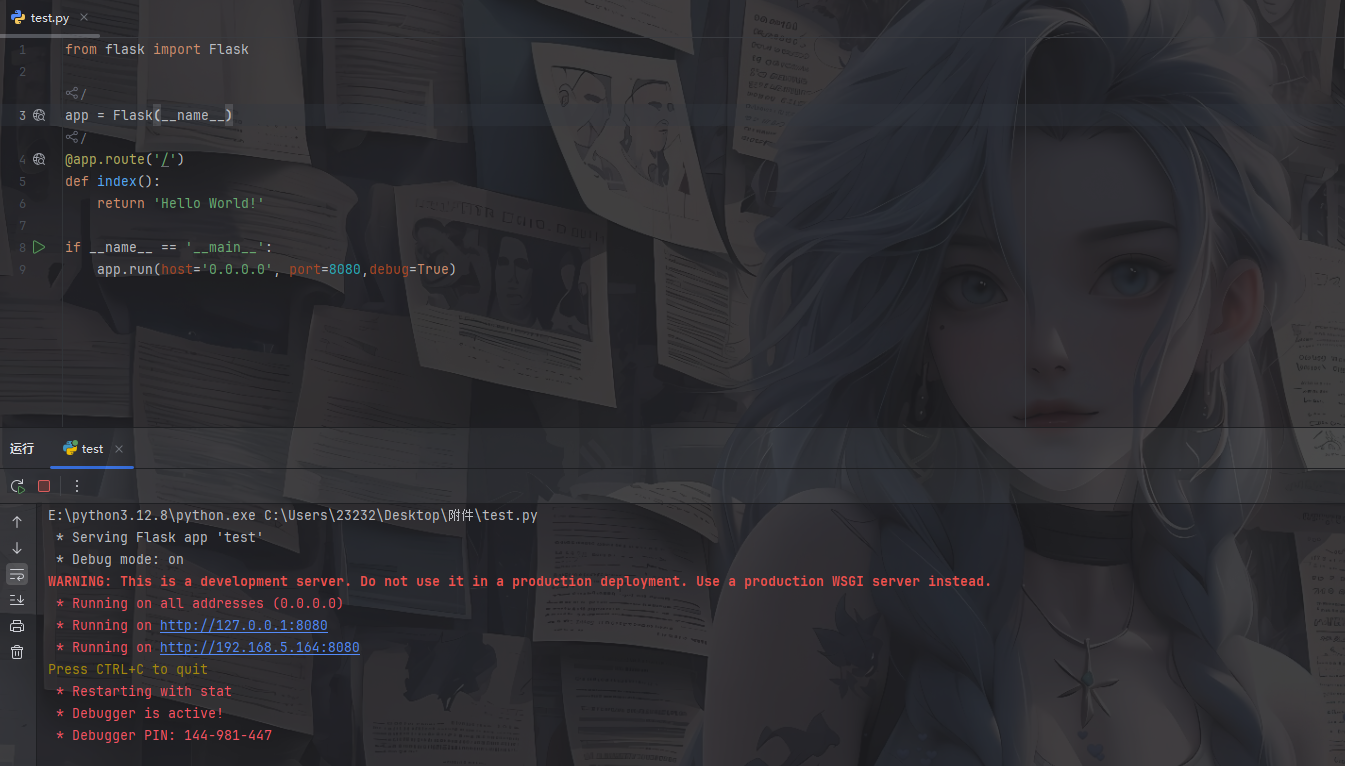 test.py
1 from flask import Flask
2
/
3 app = Flask(__name__)
/
4 @app.route('/')
5 def index():
6     return 'Hello World!'
7
8 if __name__ == '__main__':
9     app.run(host='0.0.0.0', port=8080,debug=True)
运行 test
E:\python3.12.8\python.exe C:\Users\23232\Desktop\附件\test.py
 * Serving Flask app 'test'
 * Debug mode: on
WARNING: This is a development server. Do not use it in a production deployment. Use a production WSGI server instead.
 * Running on all addresses (0.0.0.0)
 * Running on http://127.0.0.1:8080
 * Running on http://192.168.5.164:8080
Press CTRL+C to quit
 * Restarting with stat
 * Debugger is active!
 * Debugger PIN: 144-981-447